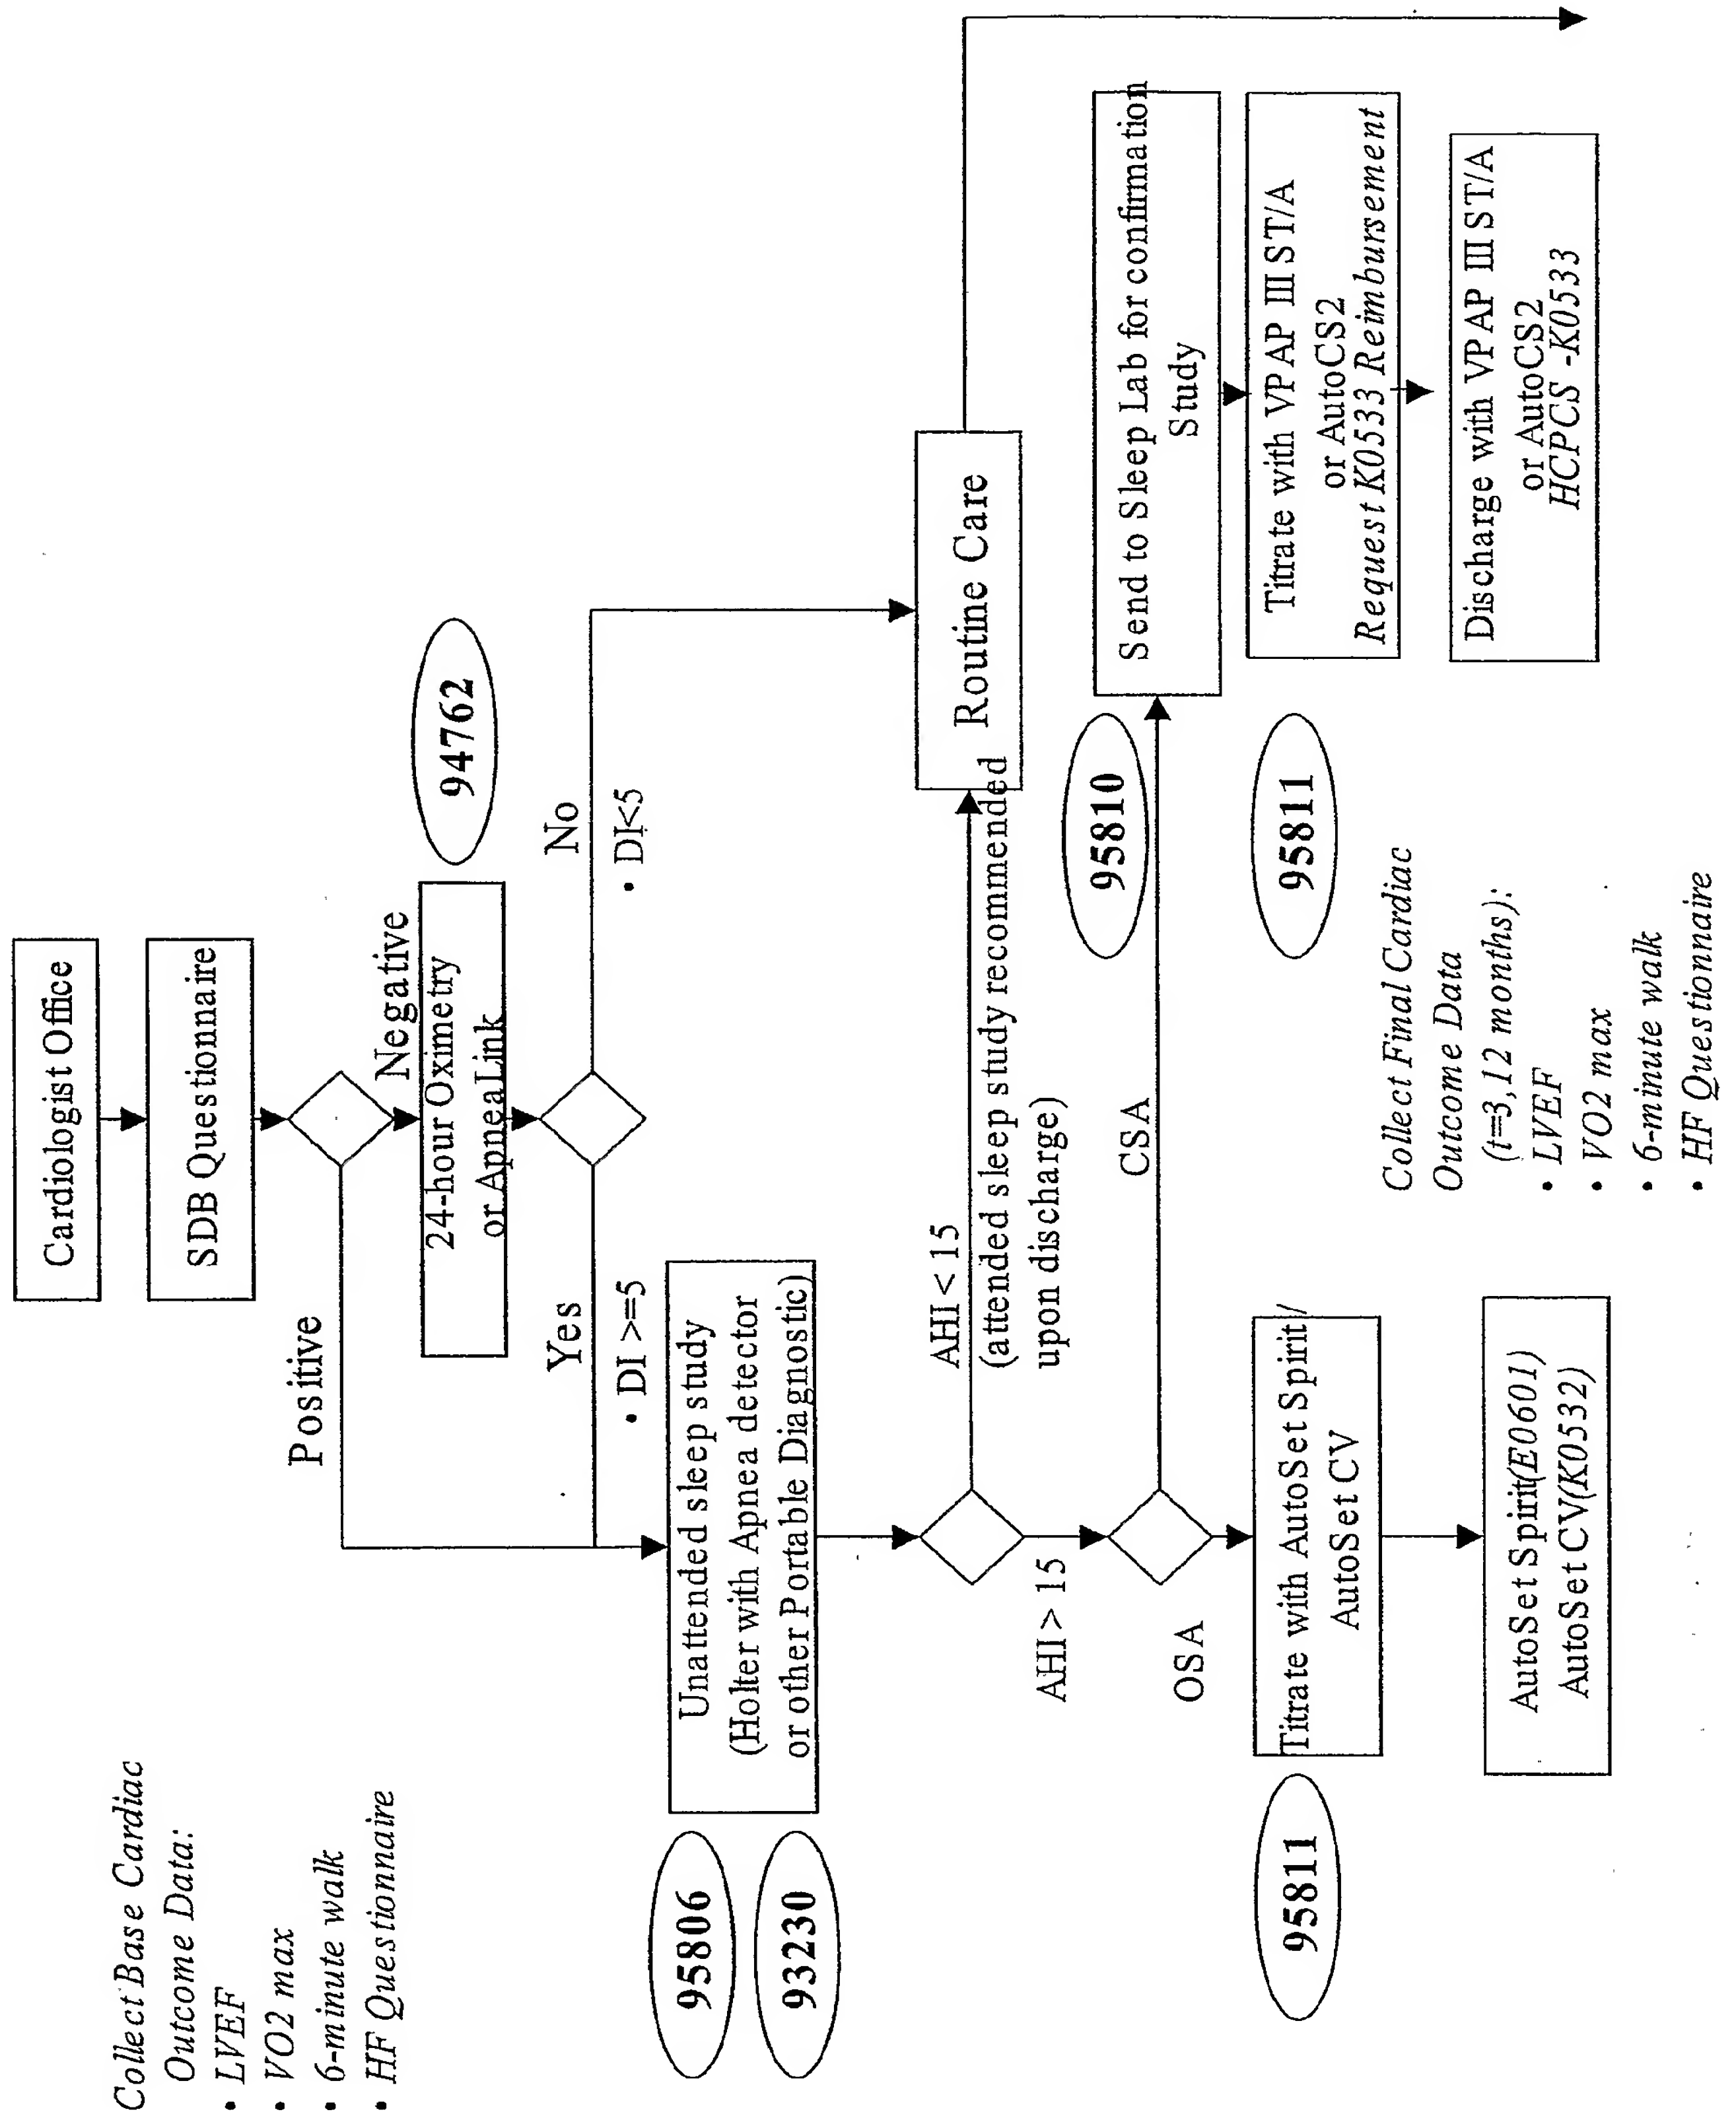 Cardiologist Office
SDB Questionnaire
Collect Base Cardiac
Outcome Data:
• LVEF
• VO2 max
• 6-minute walk
• HF Questionnaire
Positive
Negative
24-hour Oximetry
or ApneaLink
94762
Yes
No
• DI >=5
• DI<5
95806
93230
Unattended sleep study
(Holter with Apnea detector
or other Portable Diagnostic)
Routine Care
AHI < 15
(attended sleep study recommended
upon discharge)
AHI > 15
OSA
CSA
95810
Send to Sleep Lab for confirmation
Study
95811
Titrate with AutoSet Spirit/
AutoSet CV
95811
Titrate with VPAP III ST/A
or AutoCS2
Request K0533 Reimbursement
AutoSet Spirit(E0601)
AutoSet CV(K0532)
Collect Final Cardiac
Outcome Data
(t=3,12 months):
• LVEF
• VO2 max
• 6-minute walk
• HF Questionnaire
Discharge with VPAP III ST/A
or AutoCS2
HCPCS -K0533